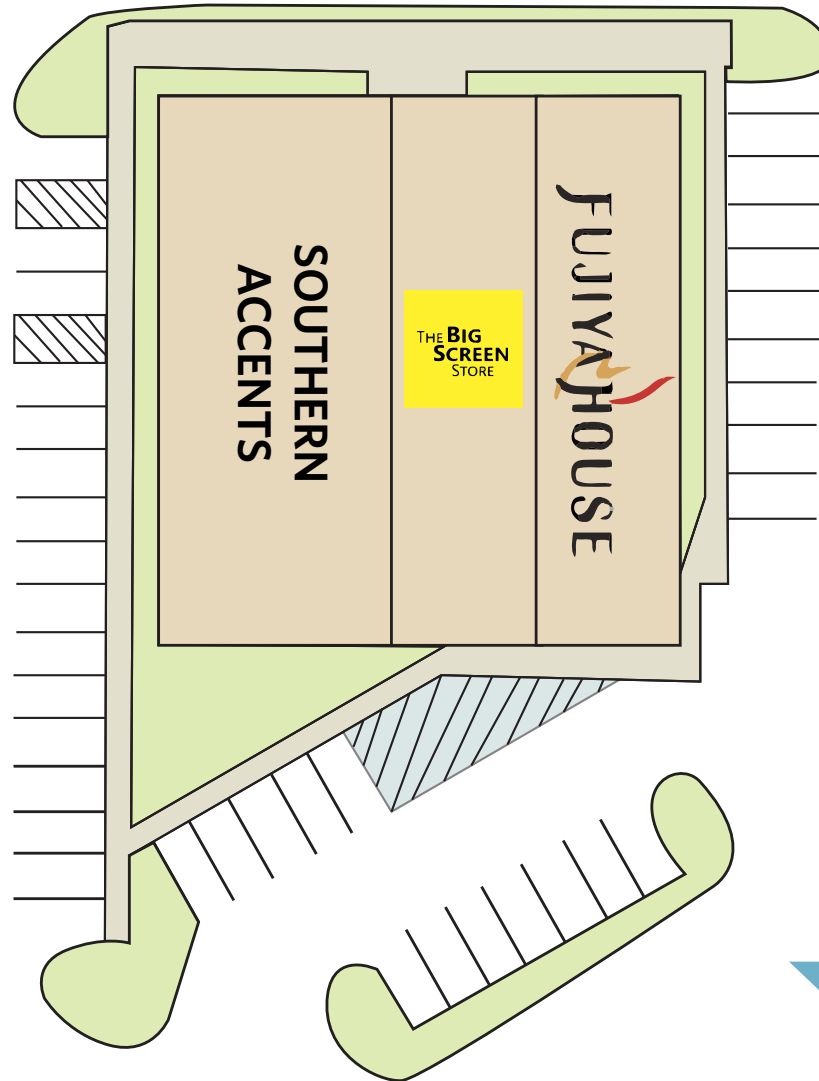 SOUTHERN
ACCENTS
THE BIG
SCREEN
STORE
FUJIYA HOUSE